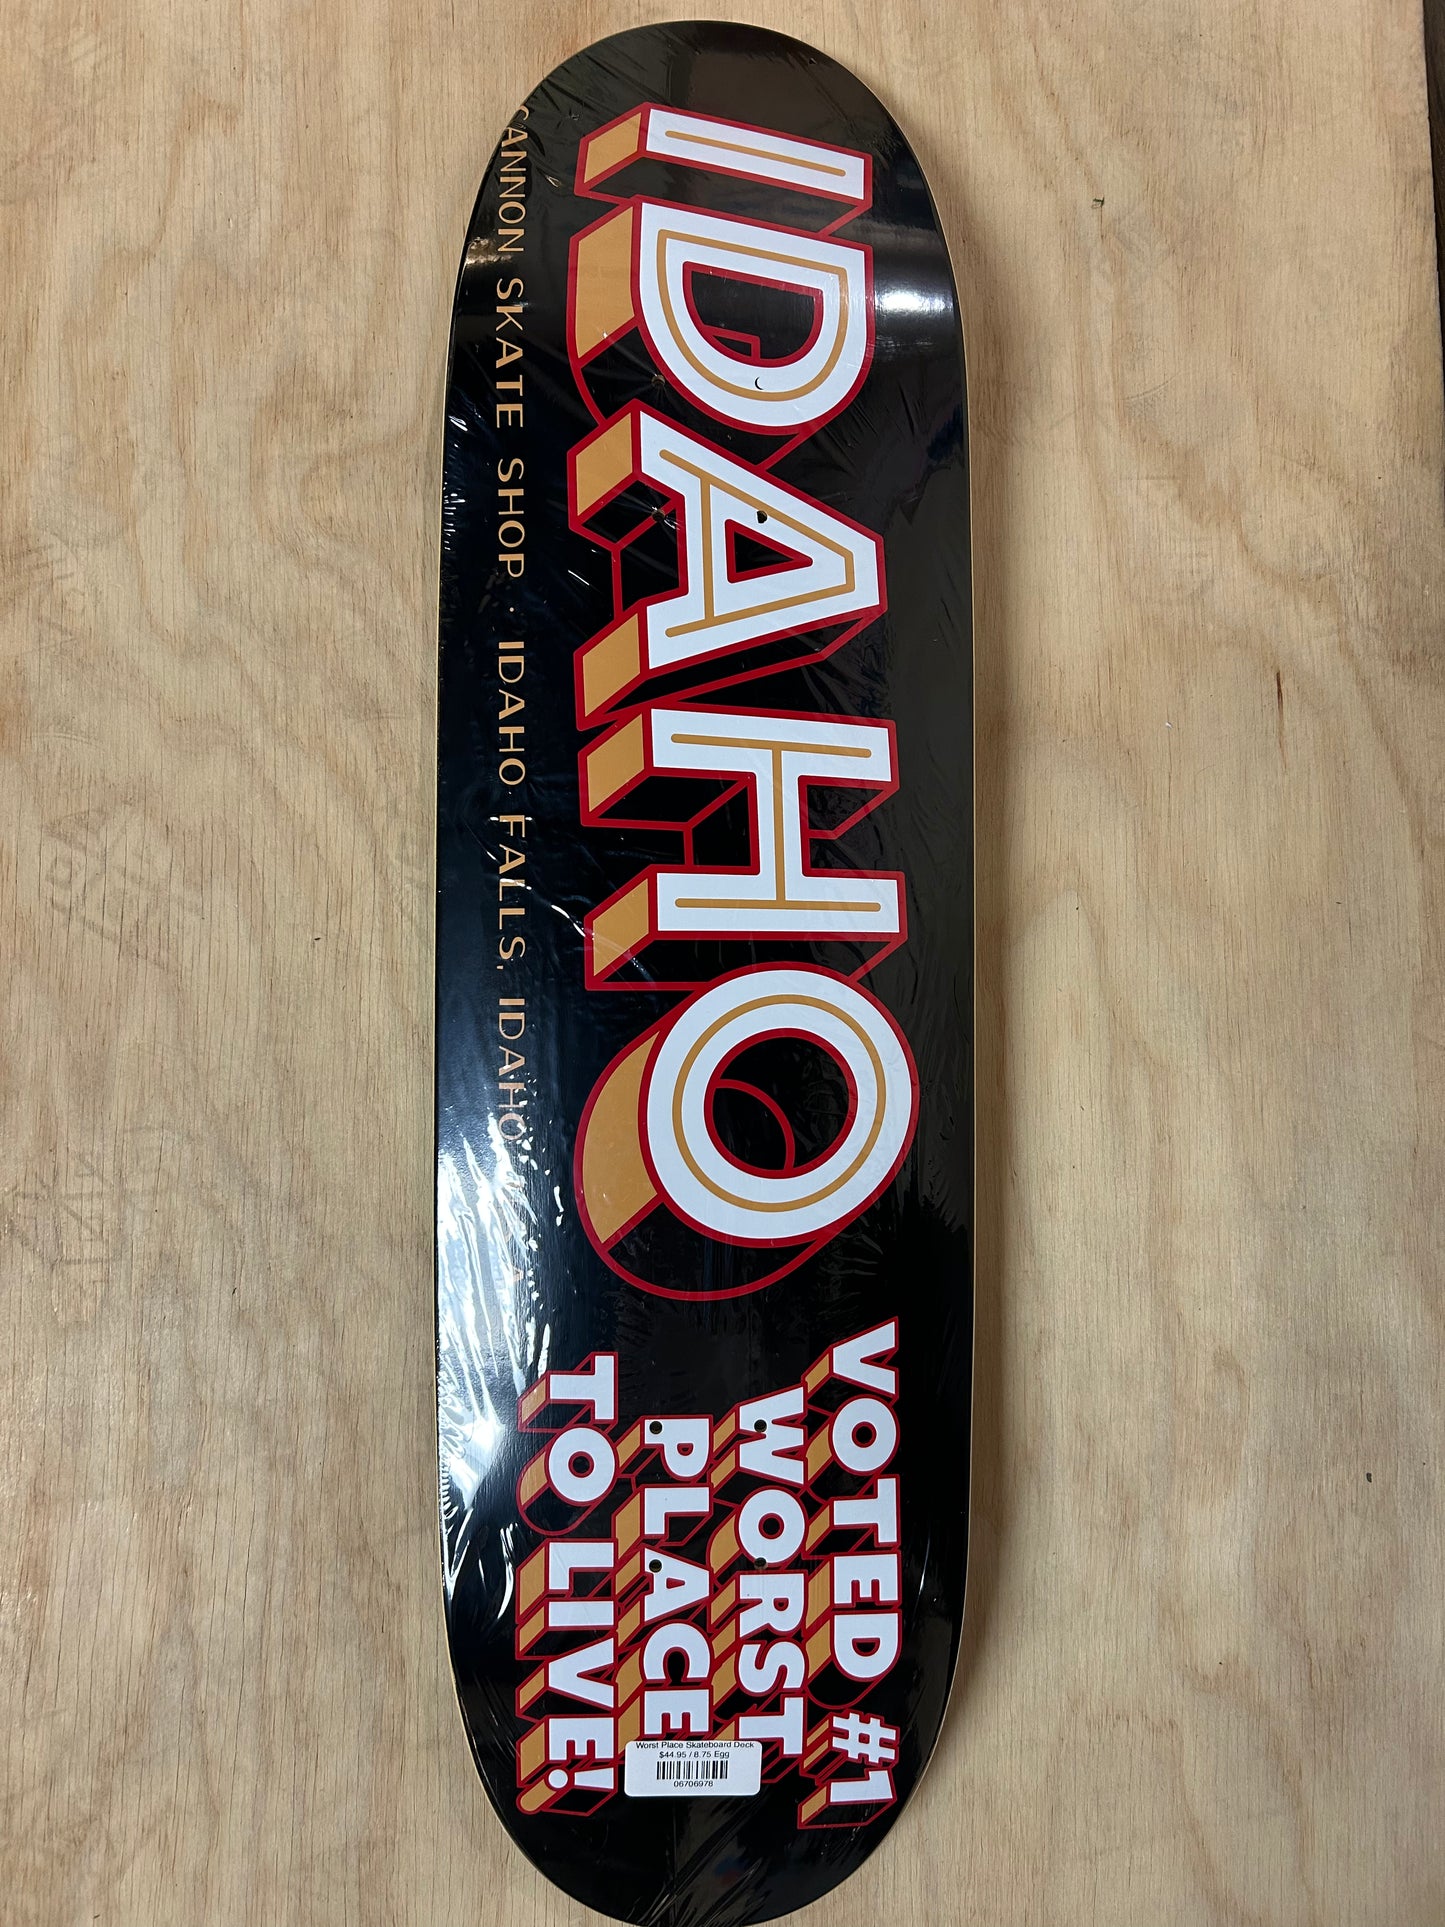 IDAHO
VOTED #1
WORST
PLACE
TO LIVE!
CANNON SKATE SHOP · IDAHO FALLS, IDAHO
Worst Place Skateboard Deck
$44.95 / 8.75 Egg
06706978